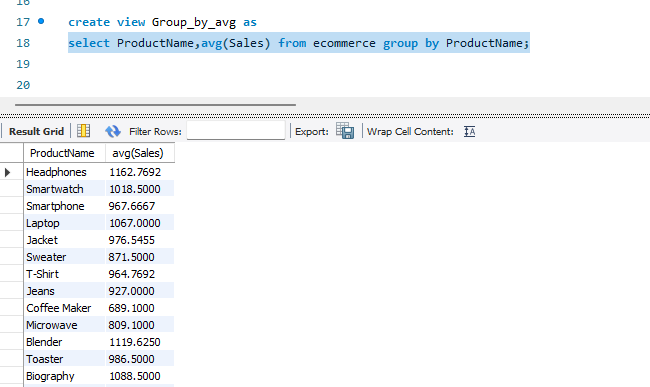 16
17 create view Group_by_avg as
18 select ProductName,avg(Sales) from ecommerce group by ProductName;
19
20
Result Grid Filter Rows: Export: Wrap Cell Content: IA
ProductName avg(Sales)
Headphones 1162.7692
Smartwatch 1018.5000
Smartphone 967.6667
Laptop 1067.0000
Jacket 976.5455
Sweater 871.5000
T-Shirt 964.7692
Jeans 927.0000
Coffee Maker 689.1000
Microwave 809.1000
Blender 1119.6250
Toaster 986.5000
Biography 1088.5000